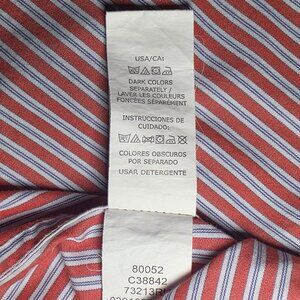 USA/CA:
DARK COLORS
SEPARATELY /
LAVER LES COULEURS
FONCÉES SÉPARÉMENT
INSTRUCCIONES DE
CUIDADO:
COLORES OBSCUROS
POR SEPARADO
USAR DETERGENTE
80052
C38842